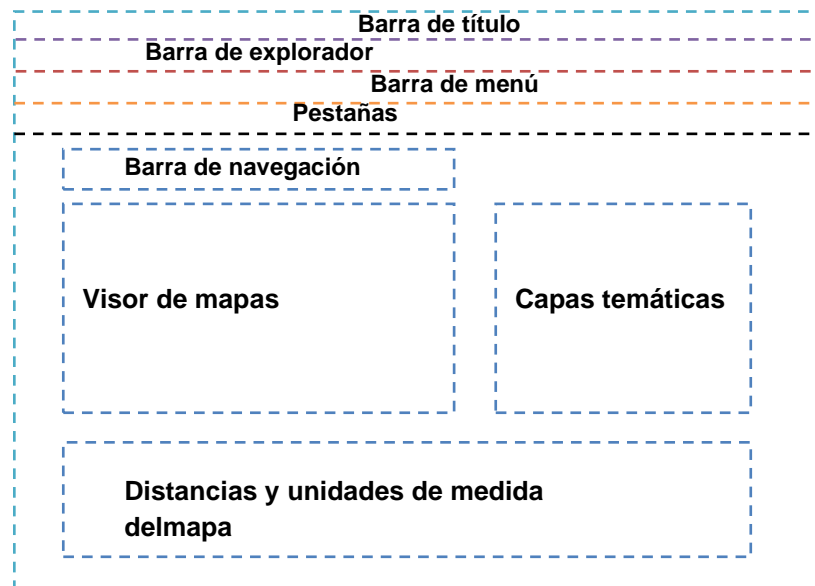 Barra de título
Barra de explorador
Barra de menú
Pestañas
Barra de navegación
Visor de mapas
Capas temáticas
Distancias y unidades de medida
delmapa